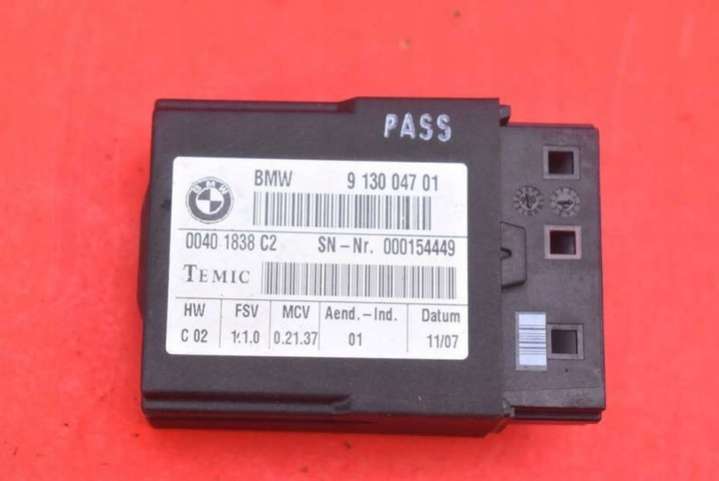 PASS
BMW
BMW 9 130 047 01
0040 1838 C2 SN-Nr. 000154449
TEMIC
HW FSV MCV Aend.-Ind. Datum
C 02 1.1.0 0.21.37 01 11/07